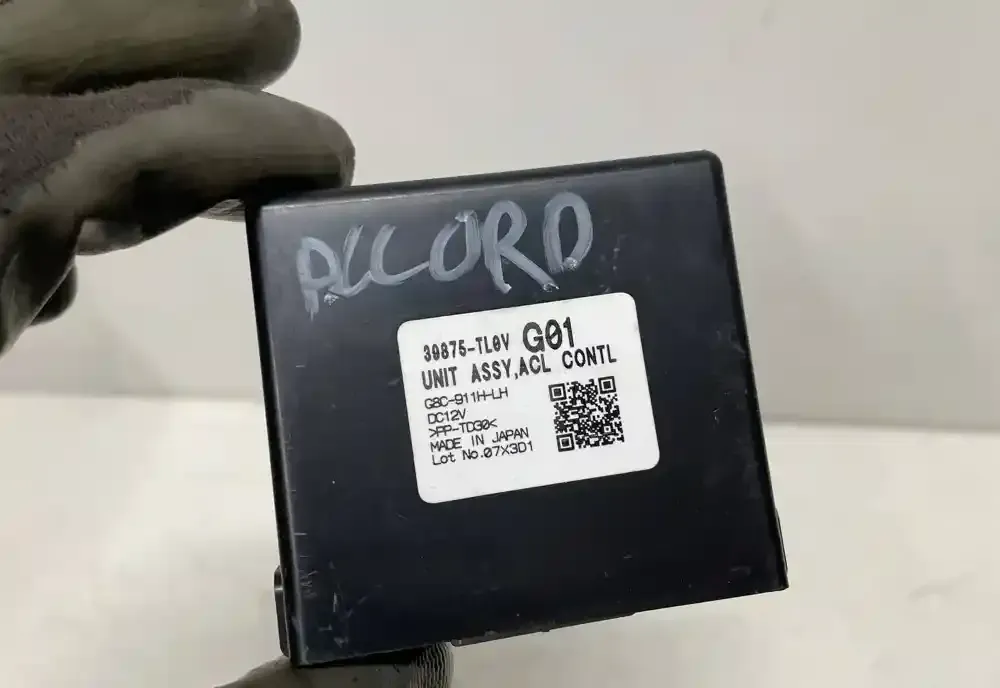 ACCORD
39875-TL0V G01
UNIT ASSY,ACL CONTL
G8C-911H-LH
DC12V
>PP-TD30<
MADE IN JAPAN
Lot No.07X3D1